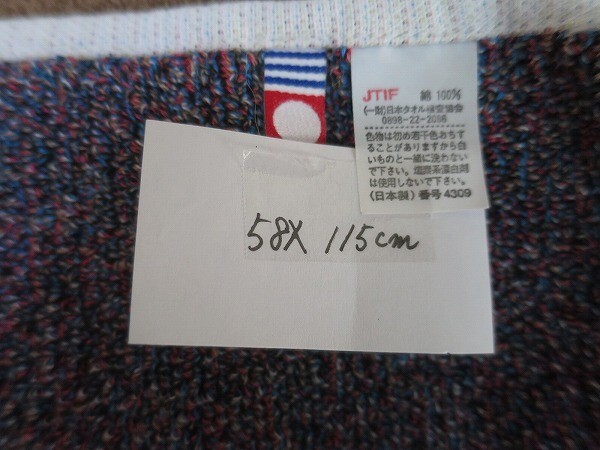 JTIF 綿 100%
(一財)日本タオル検査協会
0898-22-2086
色物は初め若干色おちす
ることがありますから白
いものと一緒に洗わない
で下さい。塩素系漂白剤
は使用しないで下さい。
(日本製) 番号 4309
58X 115cm